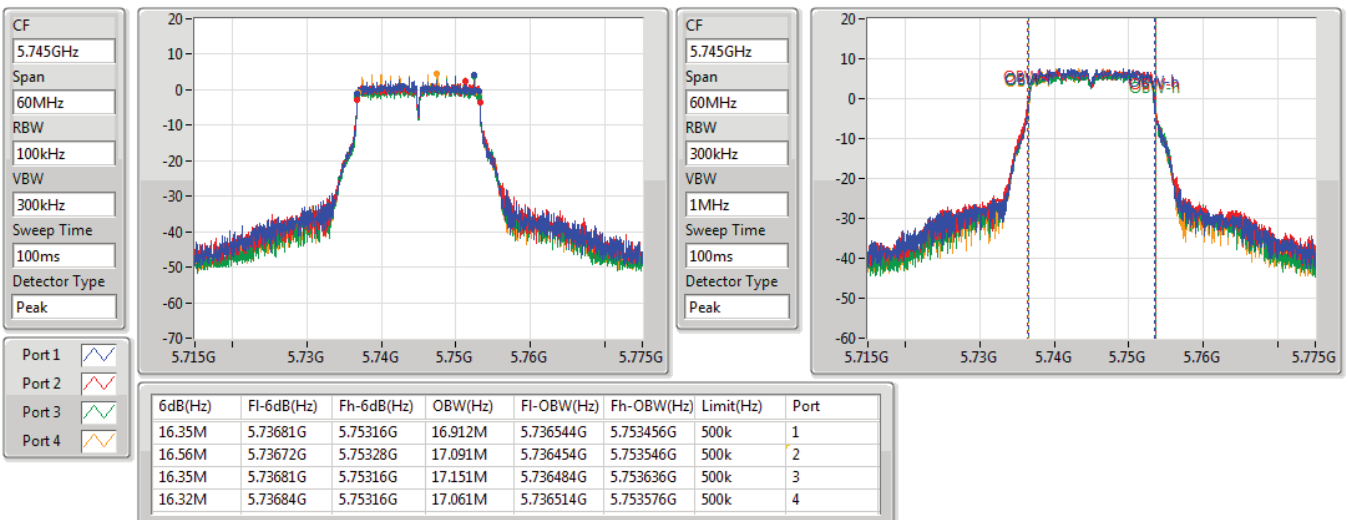 CF
5.745GHz
Span
60MHz
RBW
100kHz
VBW
300kHz
Sweep Time
100ms
Detector Type
Peak
20
10
0
-10
-20
-30
-40
-50
-60
-70
5.715G 5.73G 5.74G 5.75G 5.76G 5.775G
CF
5.745GHz
Span
60MHz
RBW
300kHz
VBW
1MHz
Sweep Time
100ms
Detector Type
Peak
20
10
0
-10
-20
-30
-40
-50
-60
OBW-h
5.715G 5.73G 5.74G 5.75G 5.76G 5.775G
Port 1
Port 2
Port 3
Port 4
6dB(Hz) Fl-6dB(Hz) Fh-6dB(Hz) OBW(Hz) Fl-OBW(Hz) Fh-OBW(Hz) Limit(Hz) Port
16.35M 5.73681G 5.75316G 16.912M 5.736544G 5.753456G 500k 1
16.56M 5.73672G 5.75328G 17.091M 5.736454G 5.753546G 500k 2
16.35M 5.73681G 5.75316G 17.151M 5.736484G 5.753636G 500k 3
16.32M 5.73684G 5.75316G 17.061M 5.736514G 5.753576G 500k 4